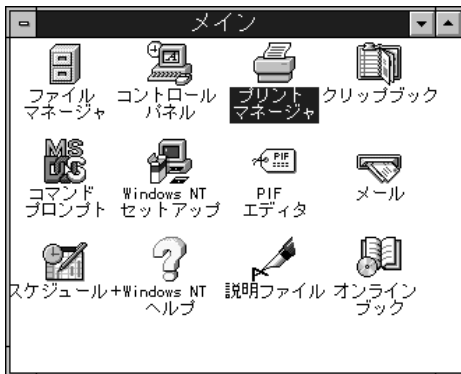 メイン
ファイル
マネージャ
コントロール
パネル
プリント
マネージャ
クリップブック
MS
DOS
コマンド
プロンプト
Windows NT
セットアップ
PIF
PIF
エディタ
メール
スケジュール+
Windows NT
ヘルプ
説明ファイル
オンライン
ブック